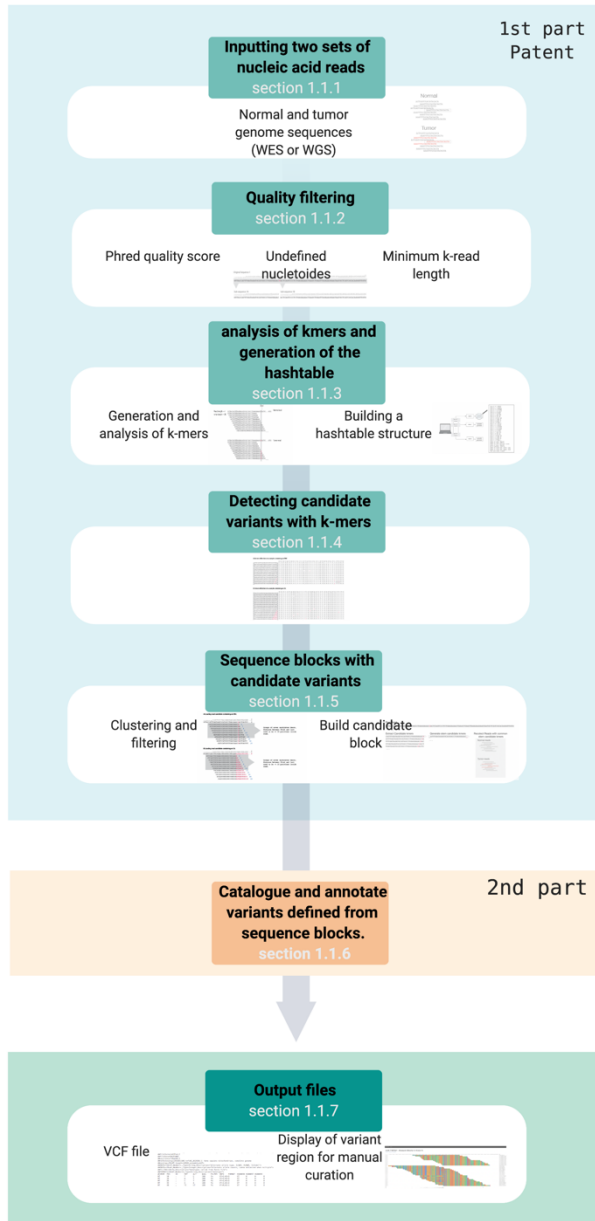 1st part
Patent
Inputting two sets of
nucleic acid reads
section 1.1.1
Normal and tumor
genome sequences
(WES or WGS)
Normal
Tumor
Quality filtering
section 1.1.2
Phred quality score
Undefined
nucletoides
Minimum k-read
length
analysis of kmers and
generation of the
hashtable
section 1.1.3
Generation and
analysis of k-mers
Building a
hashtable structure
Detecting candidate
variants with k-mers
section 1.1.4
Sequence blocks with
candidate variants
section 1.1.5
Clustering and
filtering
Build candidate
block
2nd part
Catalogue and annotate
variants defined from
sequence blocks.
section 1.1.6
Output files
section 1.1.7
VCF file
Display of variant
region for manual
curation